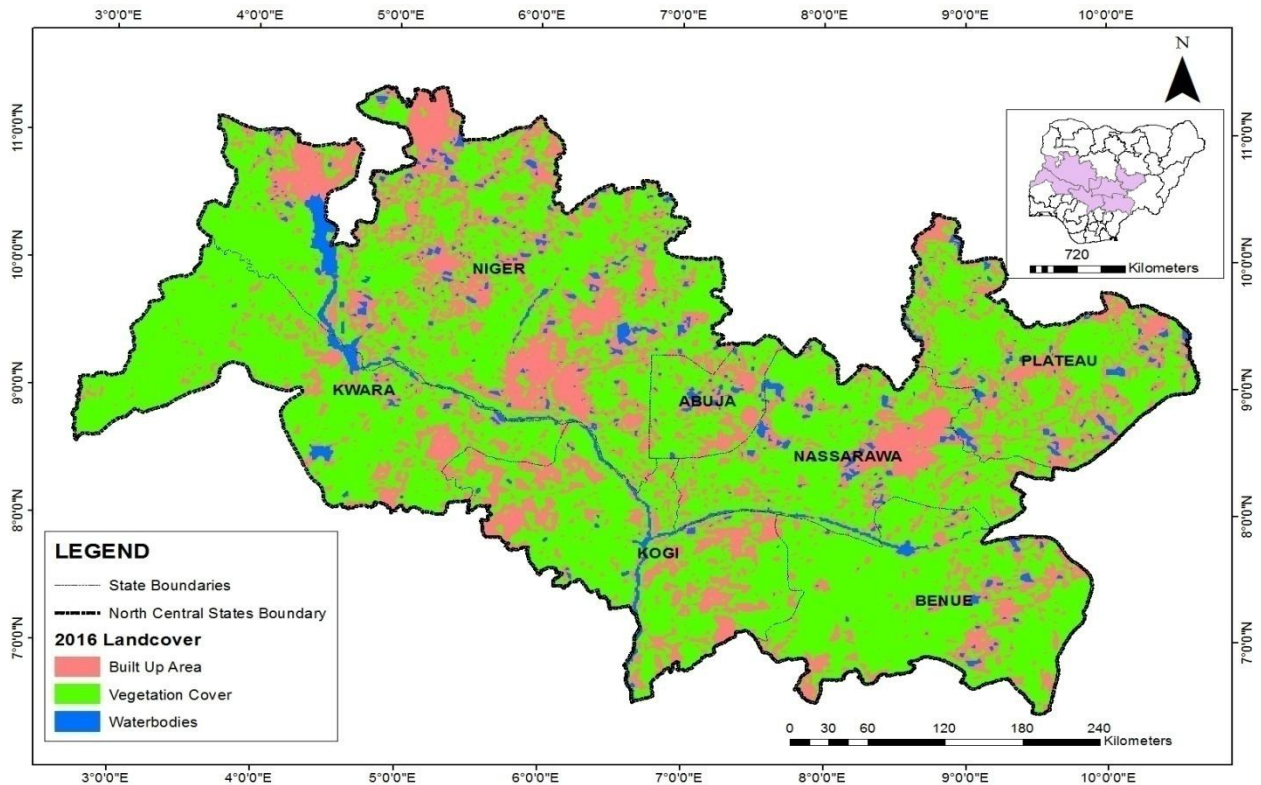 3°0'0"E 4°0'0"E 5°0'0"E 6°0'0"E 7°0'0"E 8°0'0"E 9°0'0"E 10°0'0"E
N
11°0'0"N
11°0'0"N
10°0'0"N
10°0'0"N
720
Kilometers
NIGER
PLATEAU
9°0'0"N
KWARA
ABUJA
9°0'0"N
NASSARAWA
8°0'0"N
8°0'0"N
KOGI
BENUE
7°0'0"N
7°0'0"N
LEGEND
State Boundaries
North Central States Boundary
2016 Landcover
Built Up Area
Vegetation Cover
Waterbodies
0 30 60 120 180 240
Kilometers
3°0'0"E 4°0'0"E 5°0'0"E 6°0'0"E 7°0'0"E 8°0'0"E 9°0'0"E 10°0'0"E